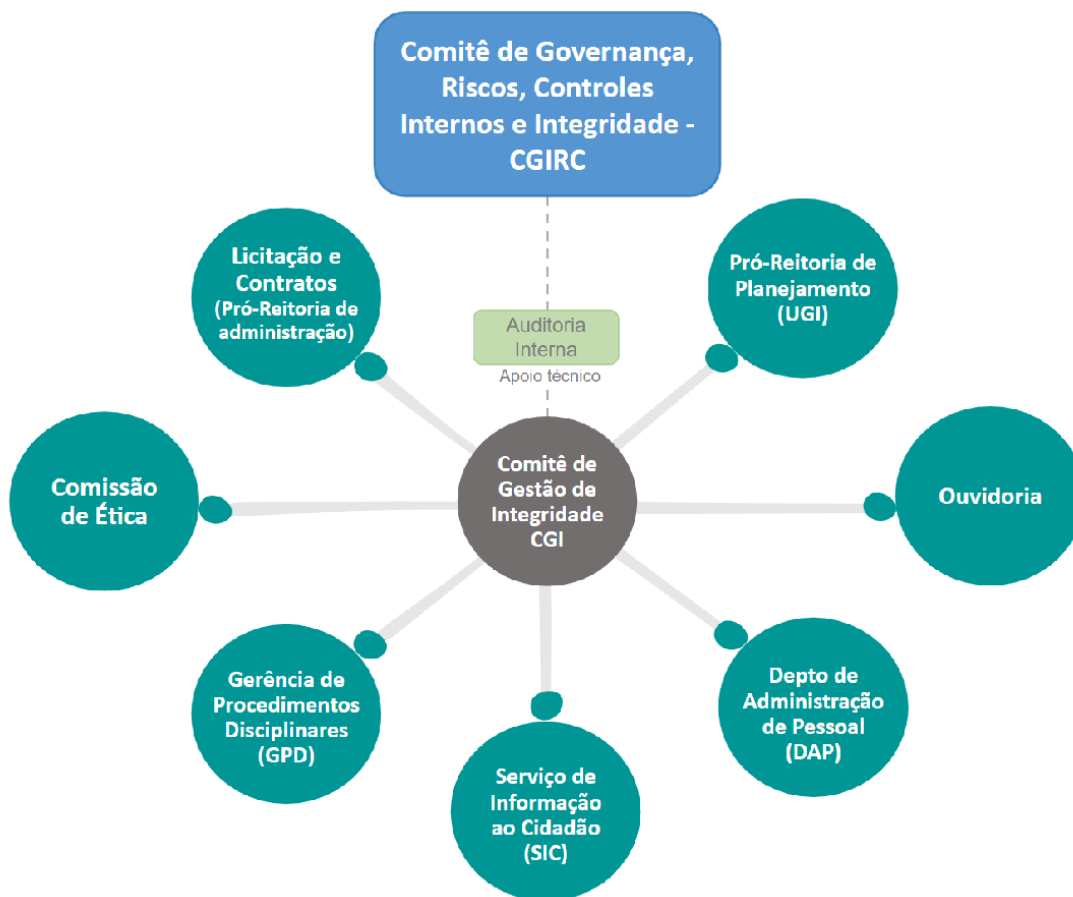 Comitê de Governança,
Riscos, Controles
Internos e Integridade -
CGIRC
Licitação e
Contratos
(Pró-Reitoria de
administração)
Pró-Reitoria de
Planejamento
(UGI)
Auditoria
Interna
Apoio técnico
Comitê de
Gestão de
Integridade
CGI
Comissão
de Ética
Ouvidoria
Gerência de
Procedimentos
Disciplinares
(GPD)
Depto de
Administração
de Pessoal
(DAP)
Serviço de
Informação
ao Cidadão
(SIC)